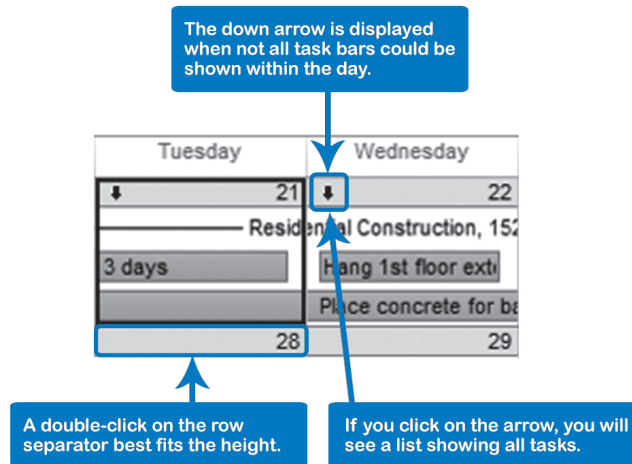 The down arrow is displayed
when not all task bars could be
shown within the day.
Tuesday Wednesday
21 22
Residential Construction, 152
3 days Hang 1st floor exte
Place concrete for ba
28 29
A double-click on the row
separator best fits the height.
If you click on the arrow, you will
see a list showing all tasks.